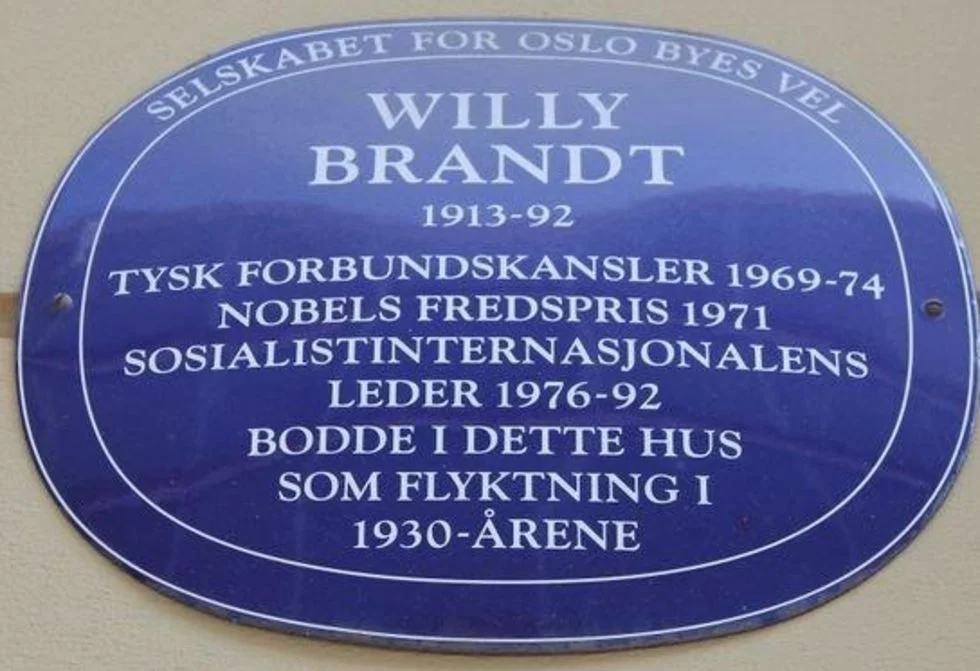 SELSKABET FOR OSLO BYES VEL
WILLY
BRANDT
1913-92
TYSK FORBUNDSKANSLER 1969-74
NOBELS FREDSPRIS 1971
SOSIALISTINTERNASJONALENS
LEDER 1976-92
BODDE I DETTE HUS
SOM FLYKTNING I
1930-ÅRENE